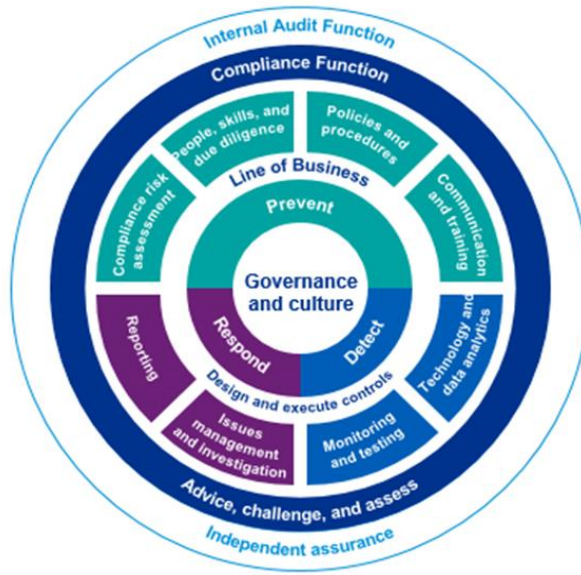 Internal Audit Function
Compliance Function
People, skills, and
due diligence
Policies and
procedures
Compliance risk
assessment
Line of Business
Communication
and training
Prevent
Governance
and culture
Respond
Detect
Reporting
Technology and
data analytics
Design and execute controls
Issues
management
and investigation
Monitoring
and testing
Advice, challenge, and assess
Independent assurance